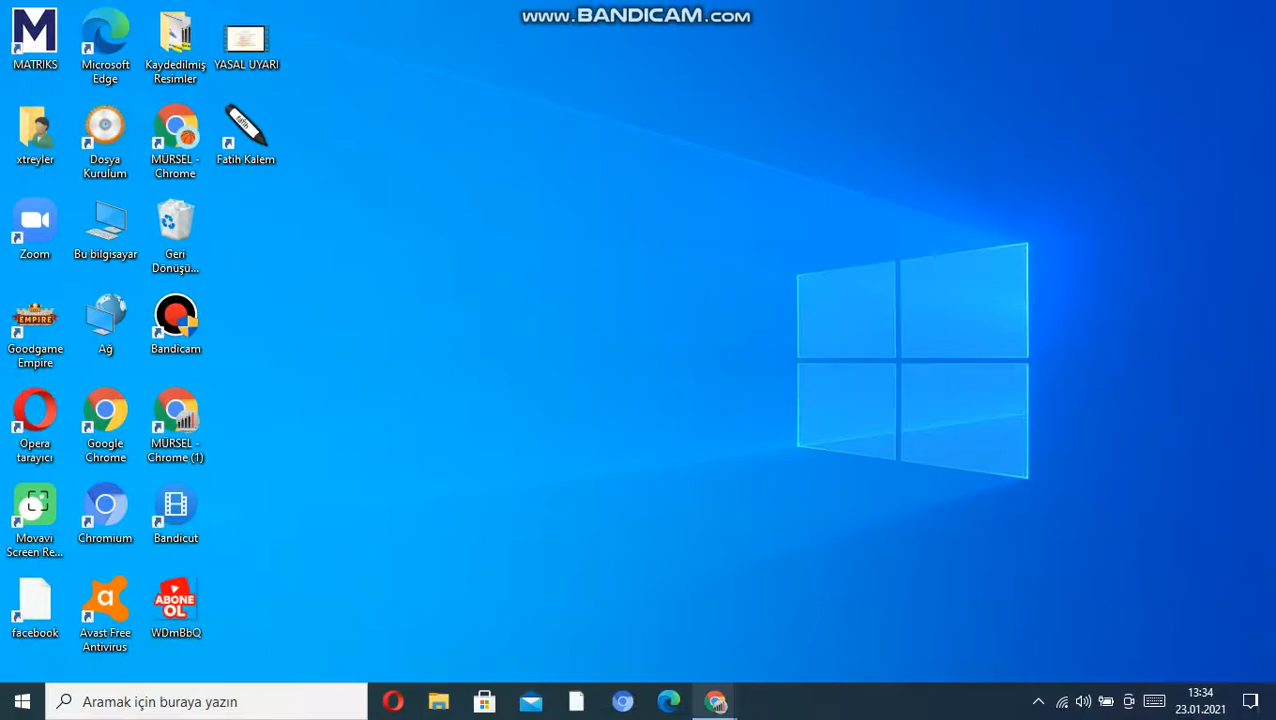 www.BANDICAM.com
M
MATRIKS
Microsoft
Edge
Kaydedilmiş
Resimler
YASAL UYARI
xtreyler
Dosya
Kurulum
MÜRSEL -
Chrome
fatih
Fatih Kalem
Zoom
Bu bilgisayar
Geri
Dönüşü...
EMPIRE
Goodgame
Empire
Ağ
Bandicam
Opera
tarayıcı
Google
Chrome
MÜRSEL -
Chrome (1)
Movavi
Screen Re...
Chromium
Bandicut
facebook
Avast Free
Antivirus
ABONE
OL
WDmBbQ
Aramak için buraya yazın
13:34
23.01.2021